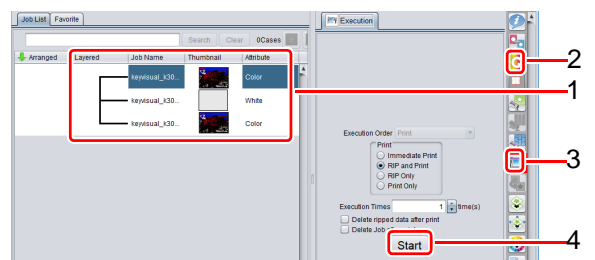 Job List Favorite
Search Clear 0Cases
Arranged Layered Job Name Thumbnail Attribute
keyvisual_k30... Color
keyvisual_k30... White
keyvisual_k30... Color
Execution
Execution Order Print
Print
Immediate Print
RIP and Print
RIP Only
Print Only
Execution Times 1 time(s)
Delete ripped data after print
Delete Job
Start
2
1
3
4